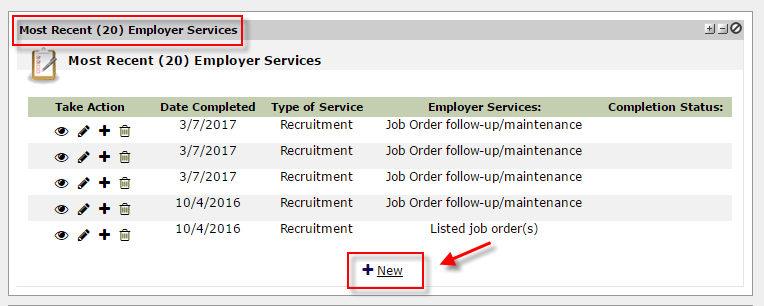 Most Recent (20) Employer Services
Most Recent (20) Employer Services
Take Action Date Completed Type of Service Employer Services: Completion Status:
3/7/2017 Recruitment Job Order follow-up/maintenance
3/7/2017 Recruitment Job Order follow-up/maintenance
3/7/2017 Recruitment Job Order follow-up/maintenance
10/4/2016 Recruitment Job Order follow-up/maintenance
10/4/2016 Recruitment Listed job order(s)
New